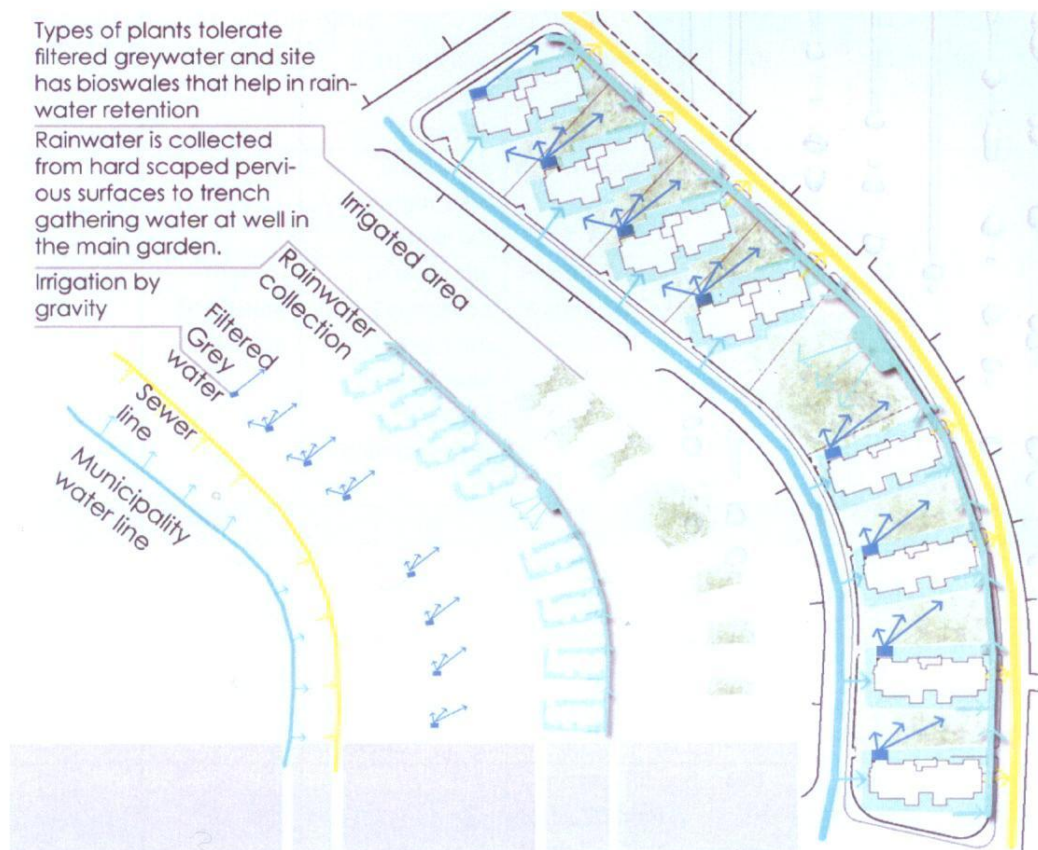 Types of plants tolerate
filtered greywater and site
has bioswales that help in rain-
water retention
Rainwater is collected
from hard scaped pervi-
ous surfaces to trench
gathering water at well in
the main garden.
Irrigation by
gravity
Irrigated area
Rainwater
collection
Filtered
Grey
water
Sewer
line
Municipality
water line